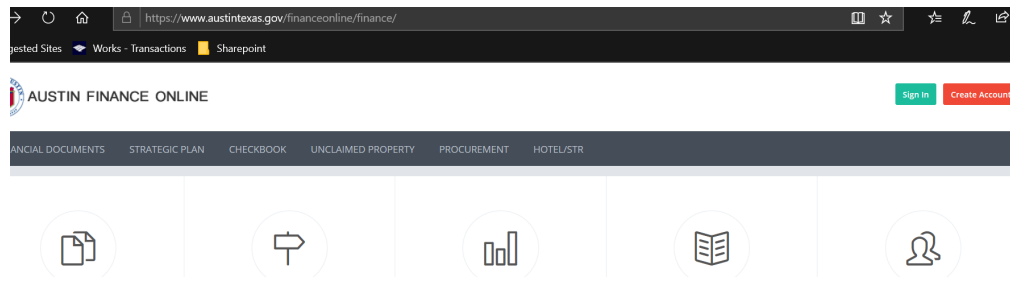 https://www.austintexas.gov/financeonline/finance/
gested Sites Works - Transactions Sharepoint
AUSTIN FINANCE ONLINE
Sign In Create Account
ANCIAL DOCUMENTS STRATEGIC PLAN CHECKBOOK UNCLAIMED PROPERTY PROCUREMENT HOTEL/STR